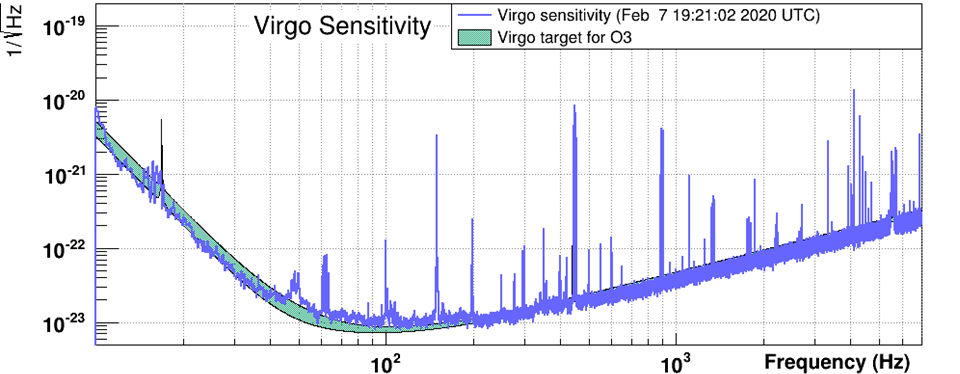 1/√Hz
Virgo Sensitivity
Virgo sensitivity (Feb 7 19:21:02 2020 UTC)
Virgo target for O3
10⁻¹⁹
10⁻²⁰
10⁻²¹
10⁻²²
10⁻²³
10²
10³
Frequency (Hz)